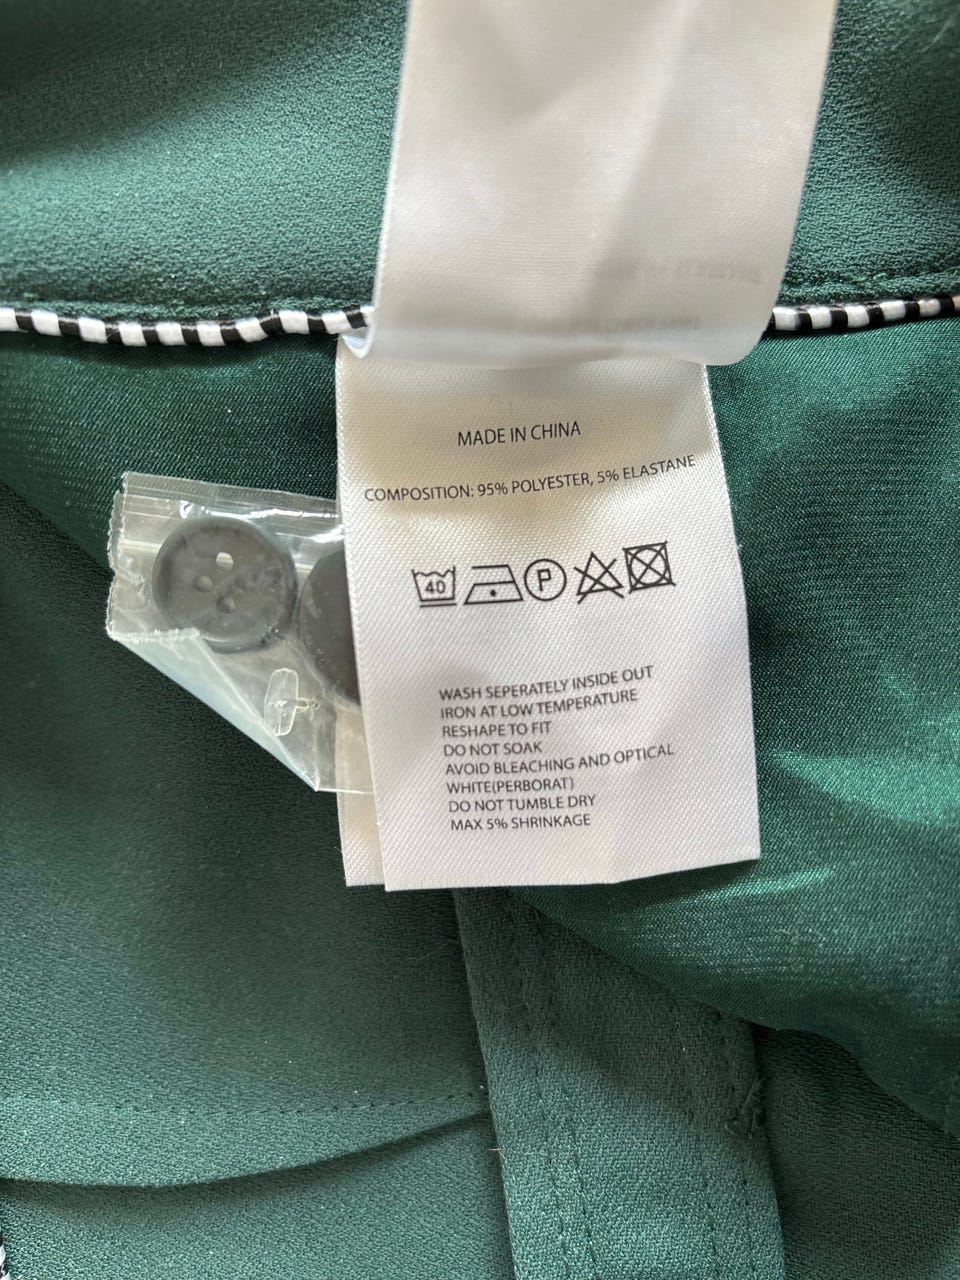 MADE IN CHINA
COMPOSITION: 95% POLYESTER, 5% ELASTANE
40 P
WASH SEPERATELY INSIDE OUT
IRON AT LOW TEMPERATURE
RESHAPE TO FIT
DO NOT SOAK
AVOID BLEACHING AND OPTICAL
WHITE(PERBORAT)
DO NOT TUMBLE DRY
MAX 5% SHRINKAGE